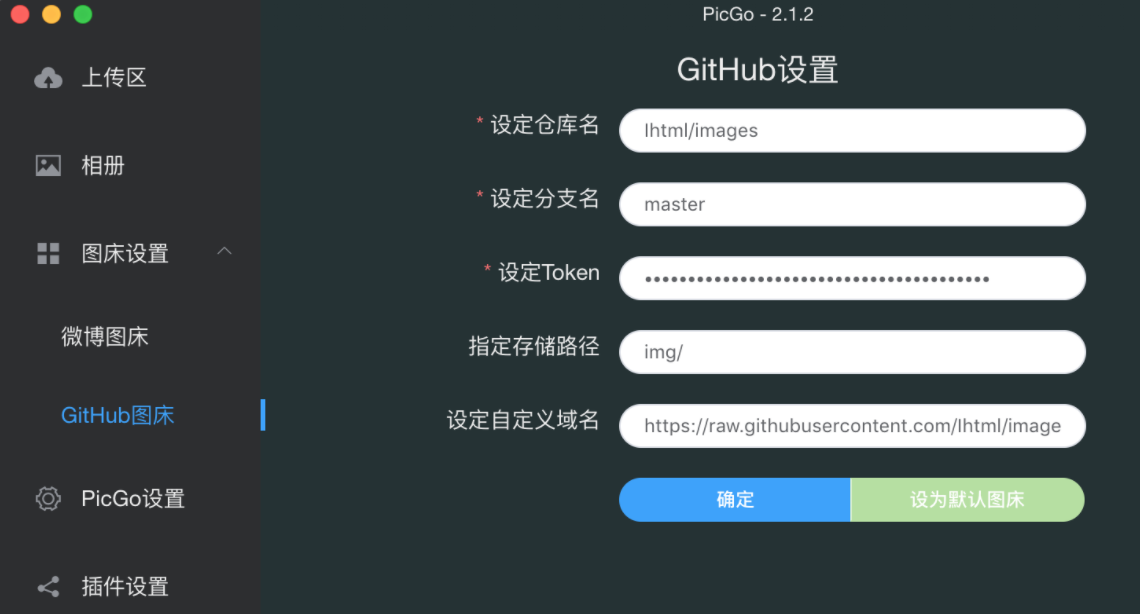 PicGo - 2.1.2
上传区
相册
图床设置
微博图床
GitHub图床
PicGo设置
插件设置
GitHub设置
* 设定仓库名
lhtml/images
* 设定分支名
master
* 设定Token
••••••••••••••••••••••••••••••••••••••••
指定存储路径
img/
设定自定义域名
https://raw.githubusercontent.com/lhtml/image
确定
设为默认图床